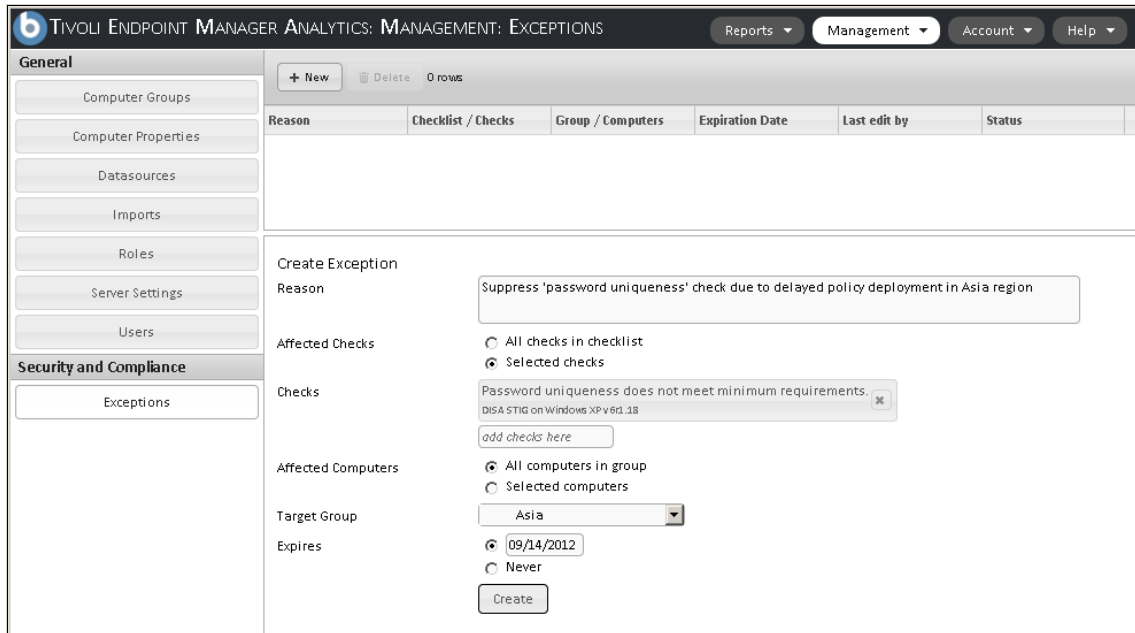 b TIVOLI ENDPOINT MANAGER ANALYTICS: MANAGEMENT: EXCEPTIONS Reports Management Account Help
General
Computer Groups
Computer Properties
Datasources
Imports
Roles
Server Settings
Users
Security and Compliance
Exceptions
+ New Delete 0 rows
Reason Checklist / Checks Group / Computers Expiration Date Last edit by Status
Create Exception
Reason Suppress 'password uniqueness' check due to delayed policy deployment in Asia region
Affected Checks All checks in checklist
Selected checks
Checks Password uniqueness does not meet minimum requirements.
DISA STIG on Windows XP v6r1.18
add checks here
Affected Computers All computers in group
Selected computers
Target Group Asia
Expires 09/14/2012
Never
Create